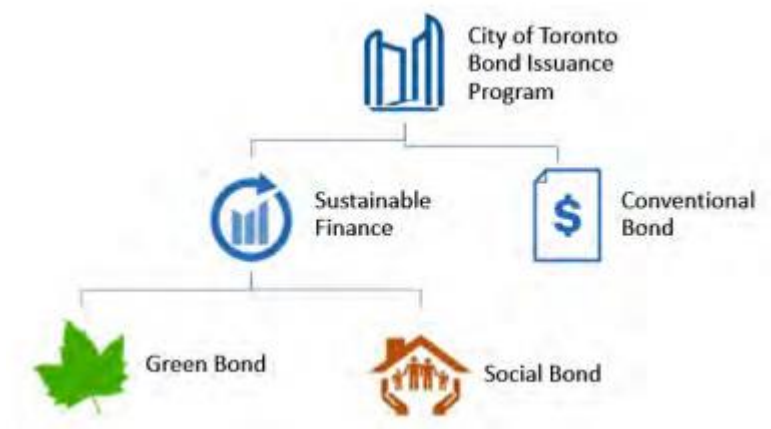 City of Toronto
Bond Issuance
Program
Sustainable
Finance
$
Conventional
Bond
Green Bond
Social Bond